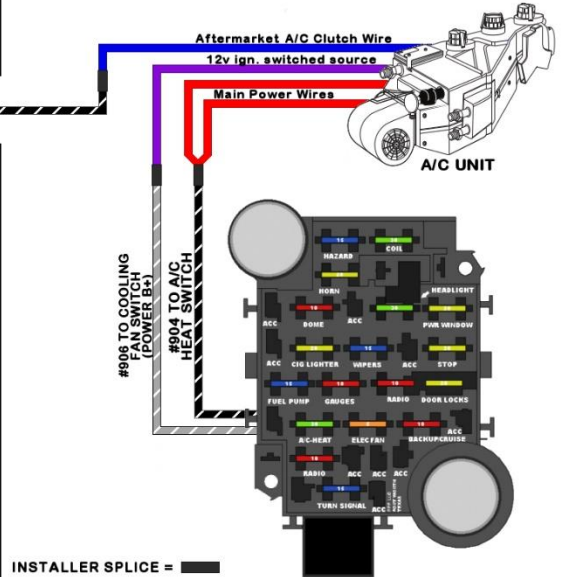 Aftermarket A/C Clutch Wire
12v ign. switched source
Main Power Wires
A/C UNIT
#906 TO COOLING
FAN SWITCH
(POWER B+)
#904 TO A/C
HEAT SWITCH
HAZARD
COIL
HORN
HEADLIGHT
ACC
DOME
ACC
PWR WINDOW
ACC
CIG LIGHTER
WIPERS
ACC
STOP
FUEL PUMP
GAUGES
RADIO
DOOR LOCKS
A/C-HEAT
ELEC FAN
BACKUP/CRUISE
ACC
RADIO
ACC
ACC
ACC
TURN SIGNAL
ACC
INSTALLER SPLICE =